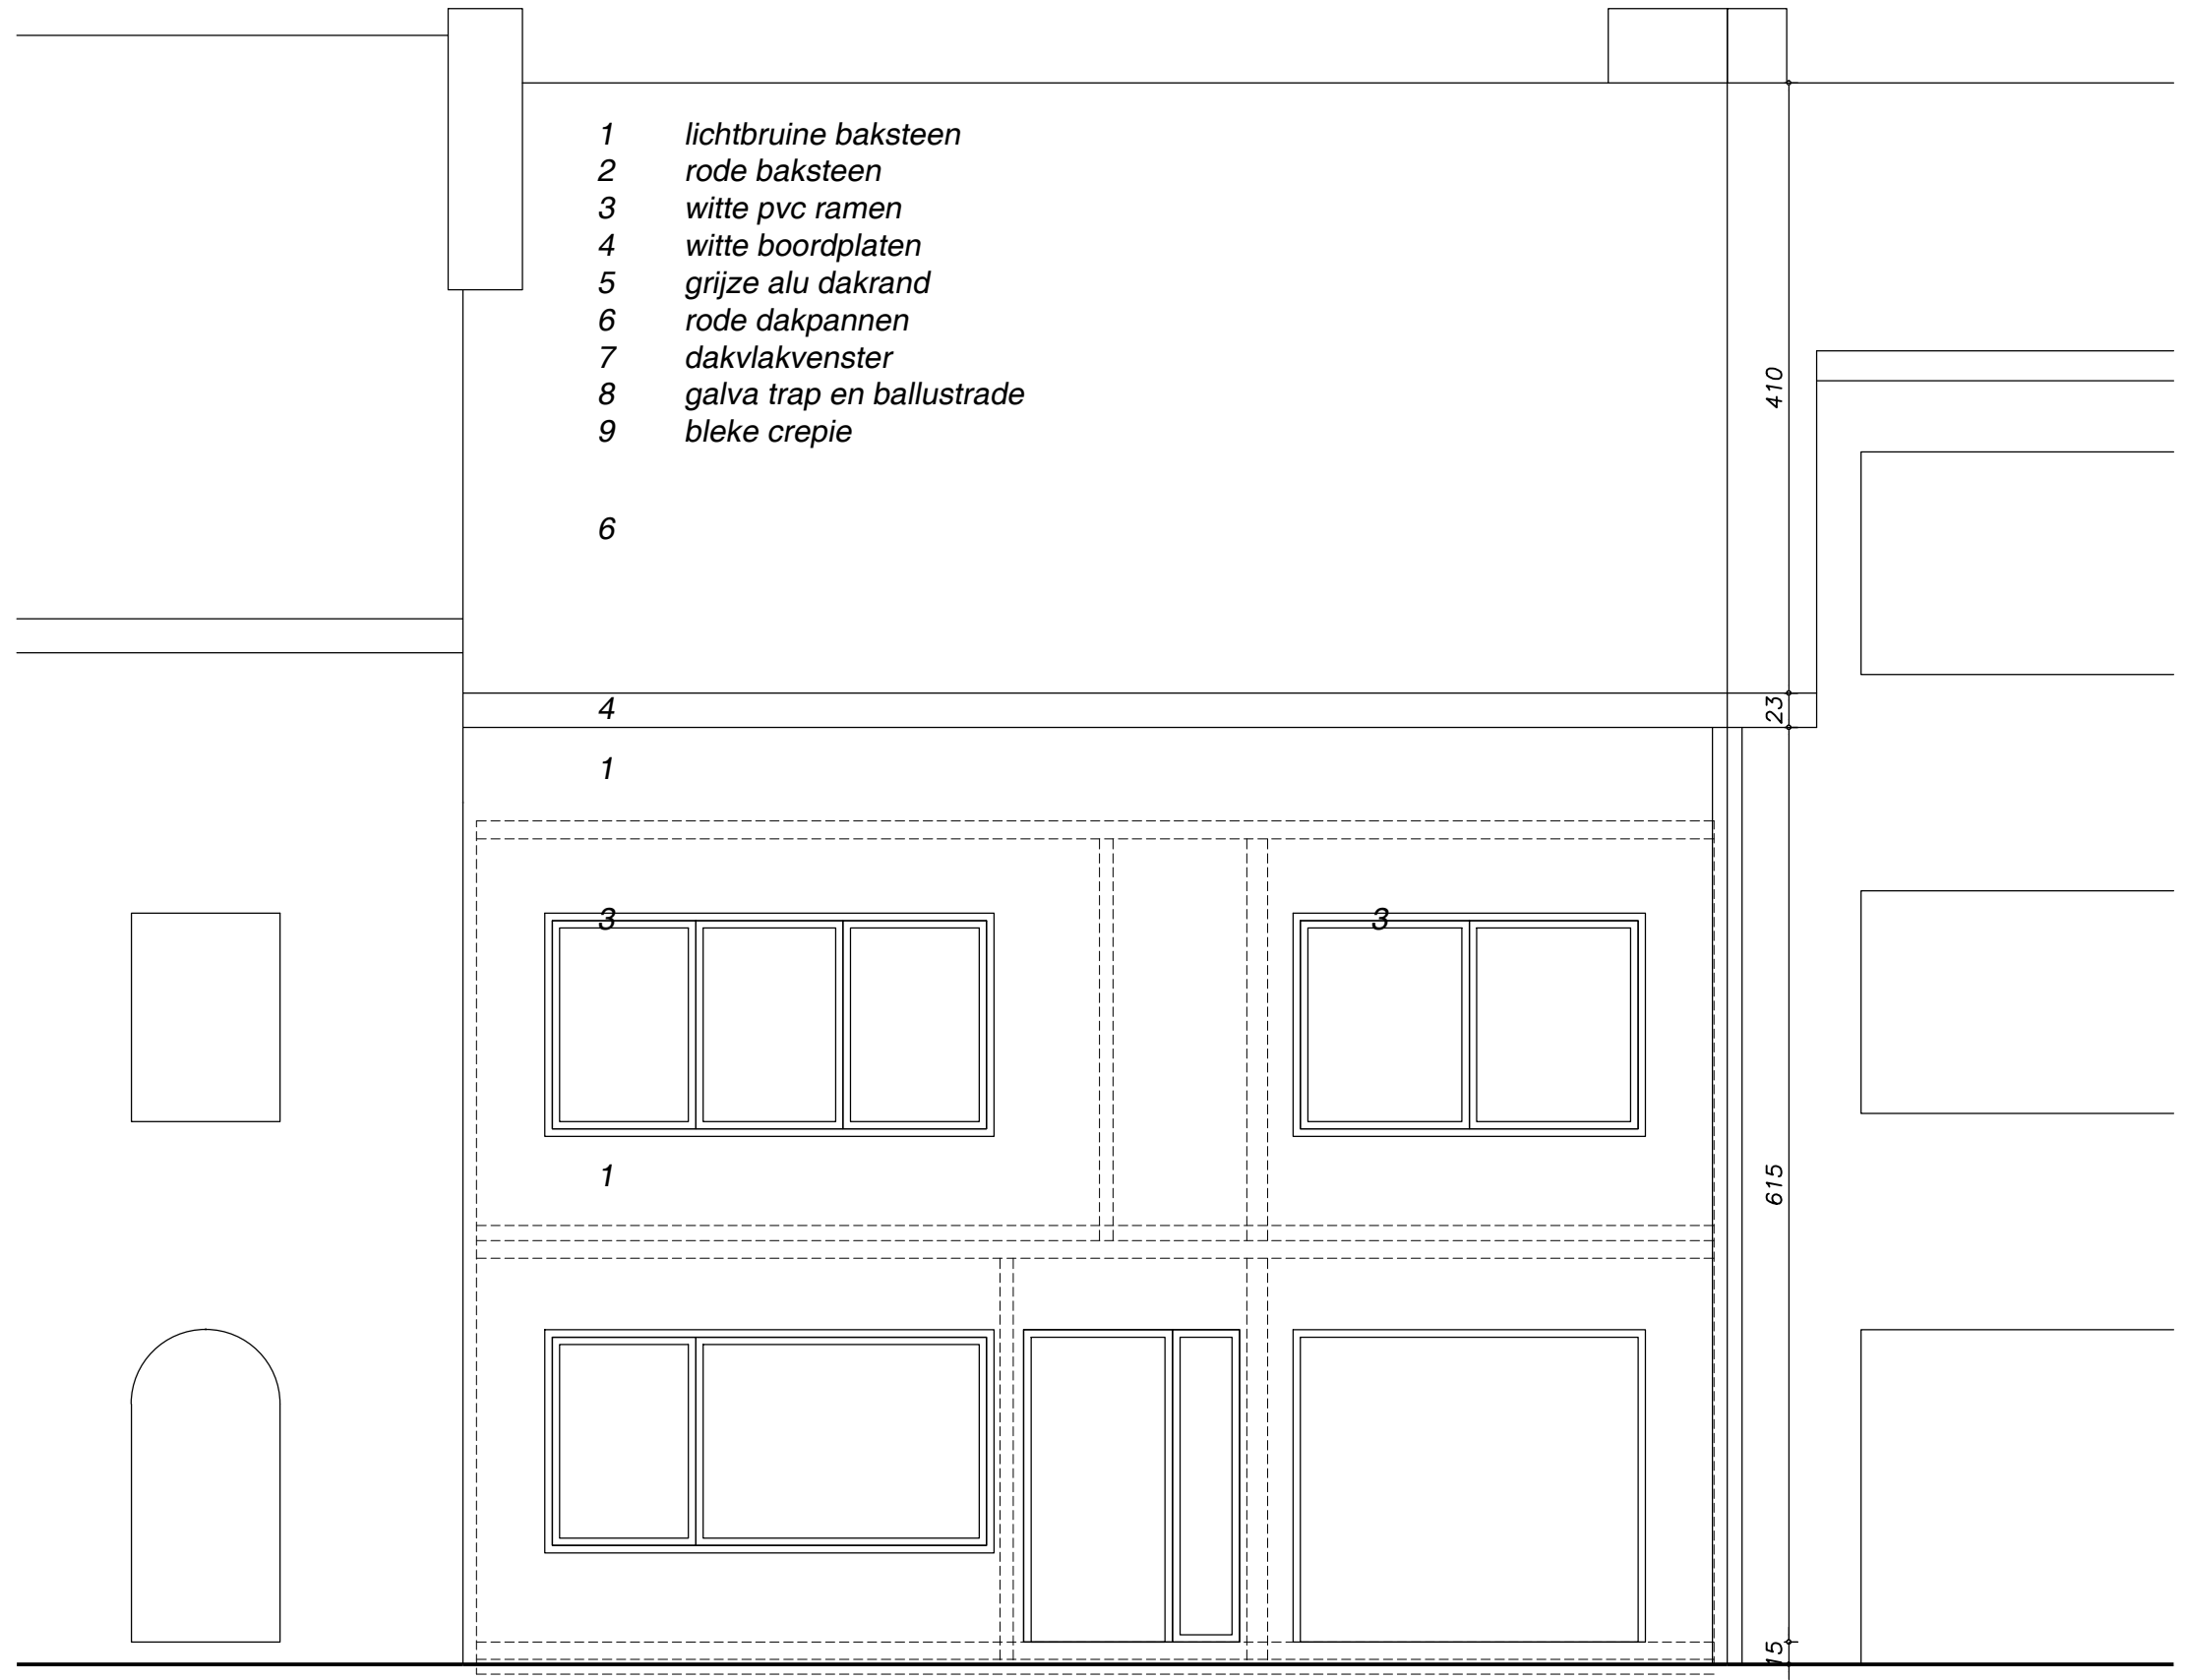 1 lichtbruine baksteen
2 rode baksteen
3 witte pvc ramen
4 witte boordplaten
5 grijze alu dakrand
6 rode dakpannen
7 dakvlakvenster
8 galva trap en ballustrade
9 bleke crepie
410
6
4
23
1
3 3
1
615
15